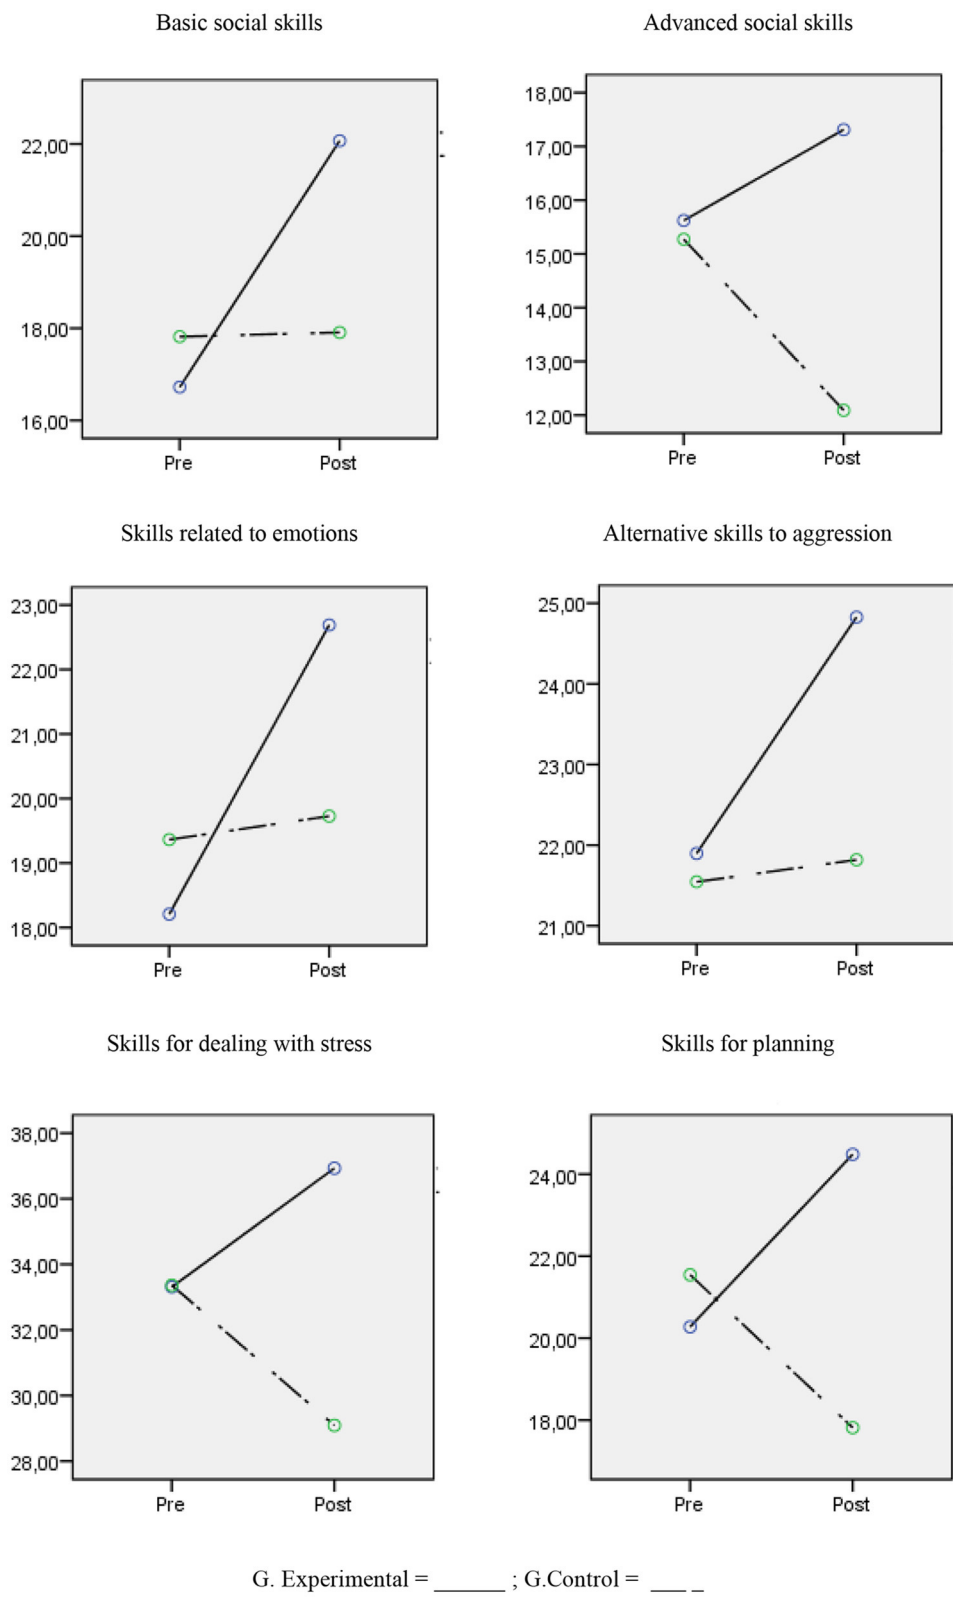 Basic social skills
Advanced social skills
22,00
20,00
18,00
16,00
Pre Post
18,00
17,00
16,00
15,00
14,00
13,00
12,00
Pre Post
Skills related to emotions
Alternative skills to aggression
23,00
22,00
21,00
20,00
19,00
18,00
Pre Post
25,00
24,00
23,00
22,00
21,00
Pre Post
Skills for dealing with stress
Skills for planning
38,00
36,00
34,00
32,00
30,00
28,00
Pre Post
24,00
22,00
20,00
18,00
Pre Post
G. Experimental = ______ ; G.Control = ___ _